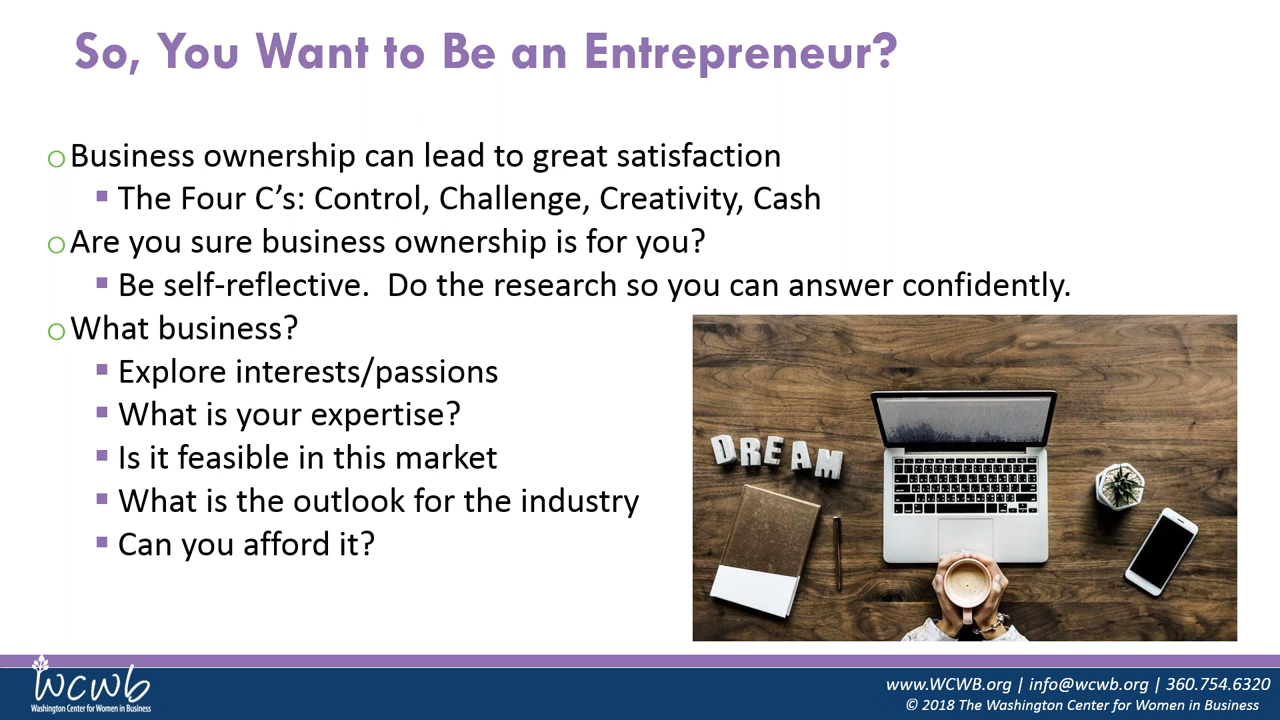 So, You Want to Be an Entrepreneur?
Business ownership can lead to great satisfaction
The Four C’s: Control, Challenge, Creativity, Cash
Are you sure business ownership is for you?
Be self-reflective.  Do the research so you can answer confidently.
What business?
Explore interests/passions
What is your expertise?
Is it feasible in this market
What is the outlook for the industry
Can you afford it?
DREAM
wcwb
Washington Center for Women in Business
www.WCWB.org | info@wcwb.org | 360.754.6320
© 2018 The Washington Center for Women in Business